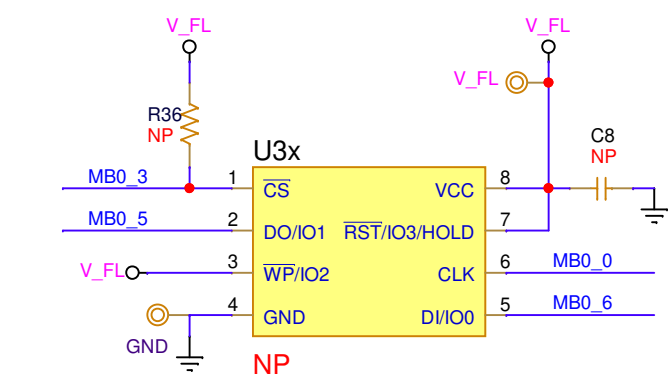 V_FL
V_FL
V_FL
R36
NP
C8
NP
U3x
MB0_3
1
CS
VCC
8
MB0_5
2
DO/IO1
RST/IO3/HOLD
7
V_FL
3
WP/IO2
CLK
6
MB0_0
4
GND
DI/IO0
5
MB0_6
GND
NP